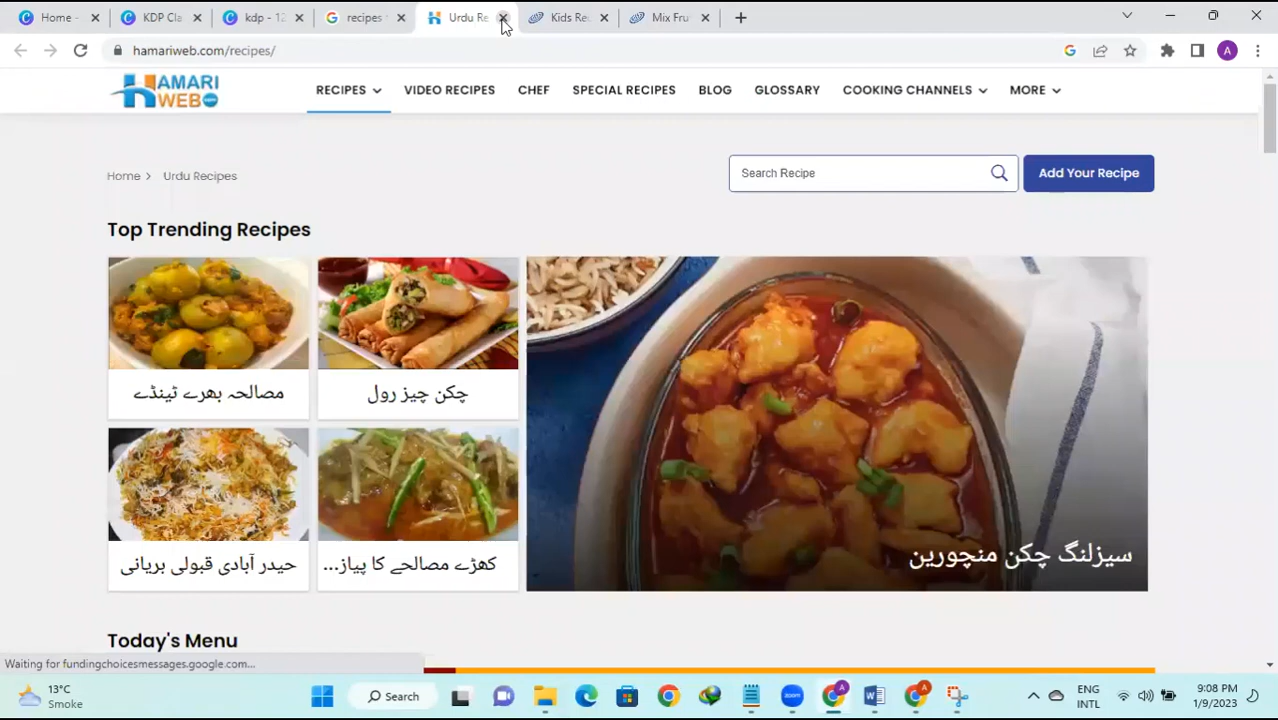 Home -
KDP Cla
kdp - 12
recipes f
Urdu Re
Kids Rec
Mix Fru
hamariweb.com/recipes/
A
HAMARI
WEB.com
RECIPES
VIDEO RECIPES
CHEF
SPECIAL RECIPES
BLOG
GLOSSARY
COOKING CHANNELS
MORE
Home > Urdu Recipes
Search Recipe
Add Your Recipe
Top Trending Recipes
مصالحہ بھرے ٹینڈے
چکن چیز رول
حیدر آبادی قبولی بریانی
کھڑے مصالحے کا پیاز...
سیزلنگ چکن منچورین
Today's Menu
Waiting for fundingchoicesmessages.google.com...
13°C
Smoke
Search
zoom
ENG
INTL
9:08 PM
1/9/2023